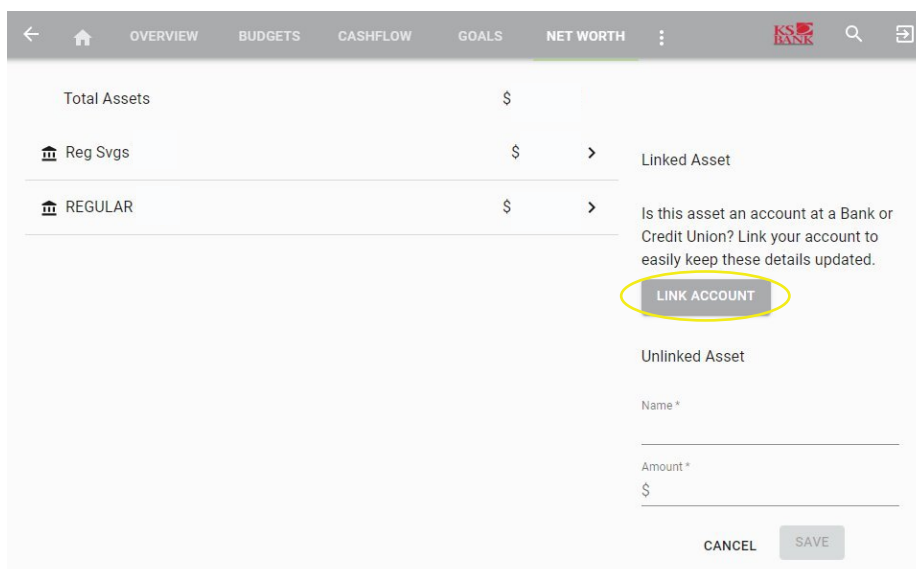 OVERVIEW BUDGETS CASHFLOW GOALS NET WORTH KS BANK
Total Assets $
Reg Svgs $
REGULAR $
Linked Asset
Is this asset an account at a Bank or
Credit Union? Link your account to
easily keep these details updated.
LINK ACCOUNT
Unlinked Asset
Name *
Amount *
$
CANCEL SAVE